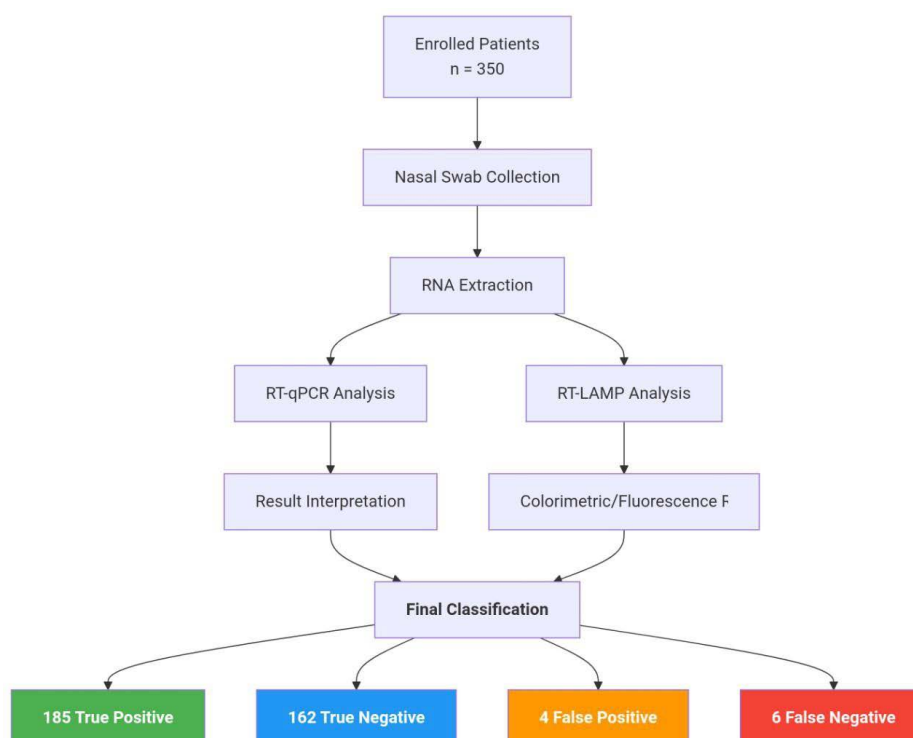 Enrolled Patients
n = 350
Nasal Swab Collection
RNA Extraction
RT-qPCR Analysis
RT-LAMP Analysis
Result Interpretation
Colorimetric/Fluorescence
Final Classification
185 True Positive
162 True Negative
4 False Positive
6 False Negative